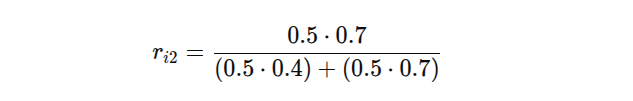 r_{i2} = \frac{0.5 \cdot 0.7}{(0.5 \cdot 0.4) + (0.5 \cdot 0.7)}